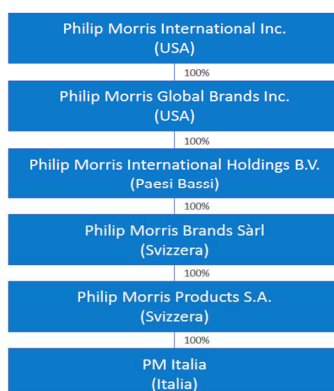 Philip Morris International Inc.
(USA)
100%
Philip Morris Global Brands Inc.
(USA)
100%
Philip Morris International Holdings B.V.
(Paesi Bassi)
100%
Philip Morris Brands Sàrl
(Svizzera)
100%
Philip Morris Products S.A.
(Svizzera)
100%
PM Italia
(Italia)